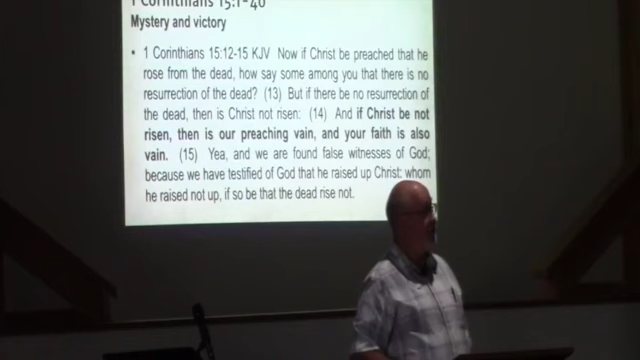 1 Corinthians 15:1-40
Mystery and victory
• 1 Corinthians 15:12-15 KJV Now if Christ be preached that he
rose from the dead, how say some among you that there is no
resurrection of the dead? (13) But if there be no resurrection of
the dead, then is Christ not risen: (14) And if Christ be not
risen, then is our preaching vain, and your faith is also
vain. (15) Yea, and we are found false witnesses of God;
because we have testified of God that he raised up Christ: whom
he raised not up, if so be that the dead rise not.